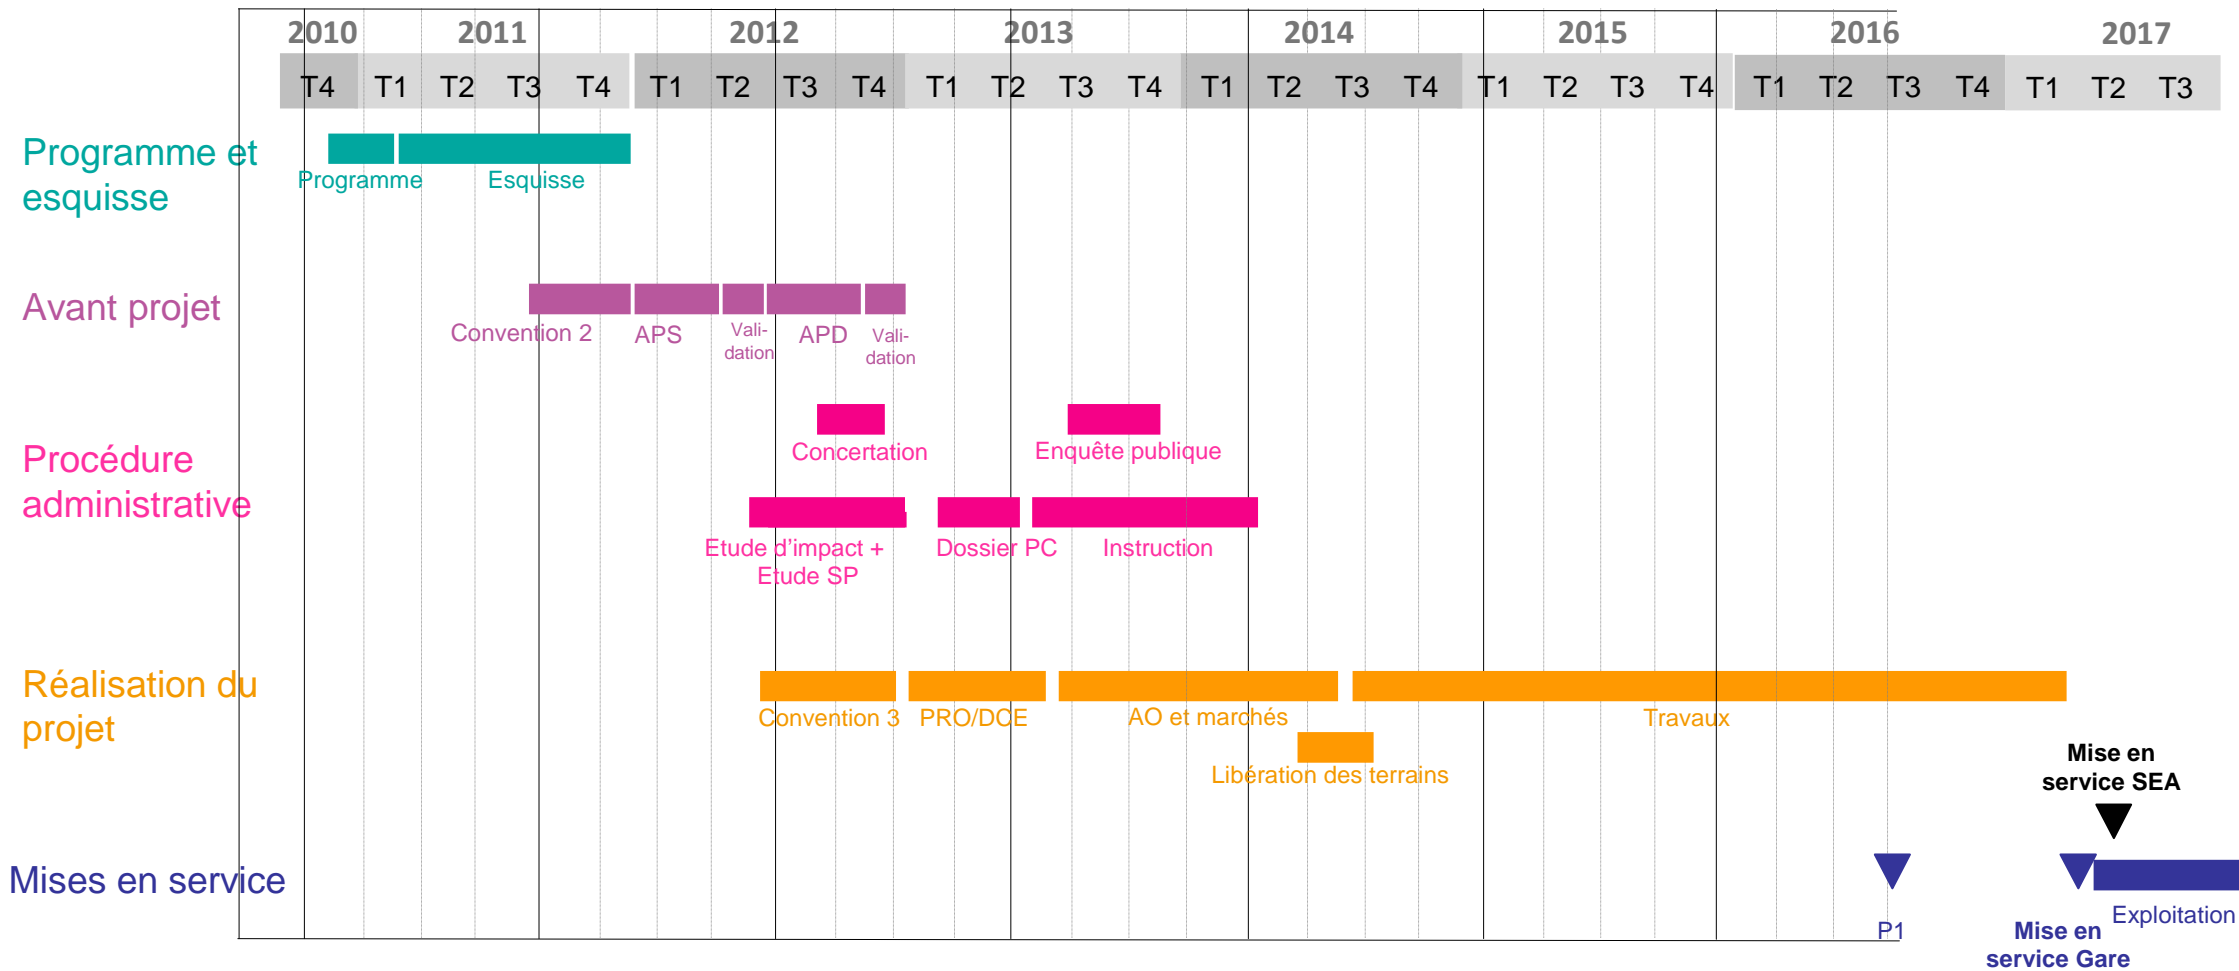 2010 2011 2012 2013 2014 2015 2016 2017
T4 T1 T2 T3 T4 T1 T2 T3 T4 T1 T2 T3 T4 T1 T2 T3 T4 T1 T2 T3 T4 T1 T2 T3 T4 T1 T2 T3
Programme et
esquisse
Programme Esquisse
Avant projet
Convention 2 APS Vali-
dation APD Vali-
dation
Procédure
administrative
Concertation Enquête publique
Etude d'impact +
Etude SP
Dossier PC Instruction
Réalisation du
projet
Convention 3 PRO/DCE AO et marchés Travaux
Libération des terrains
Mise en
service SEA
Mises en service
P1
Mise en
service Gare
Exploitation